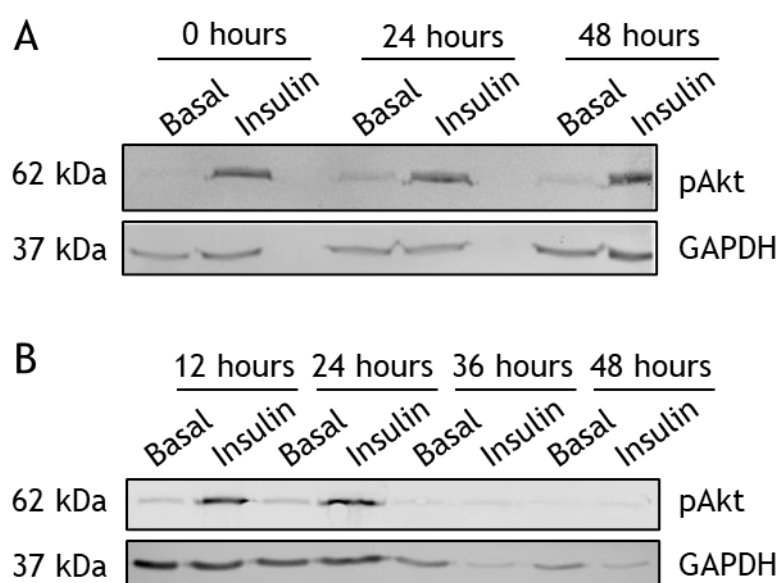 A
0 hours 24 hours 48 hours
Basal Insulin Basal Insulin Basal Insulin
62 kDa pAkt
37 kDa GAPDH
B
12 hours 24 hours 36 hours 48 hours
Basal Insulin Basal Insulin Basal Insulin Basal Insulin
62 kDa pAkt
37 kDa GAPDH